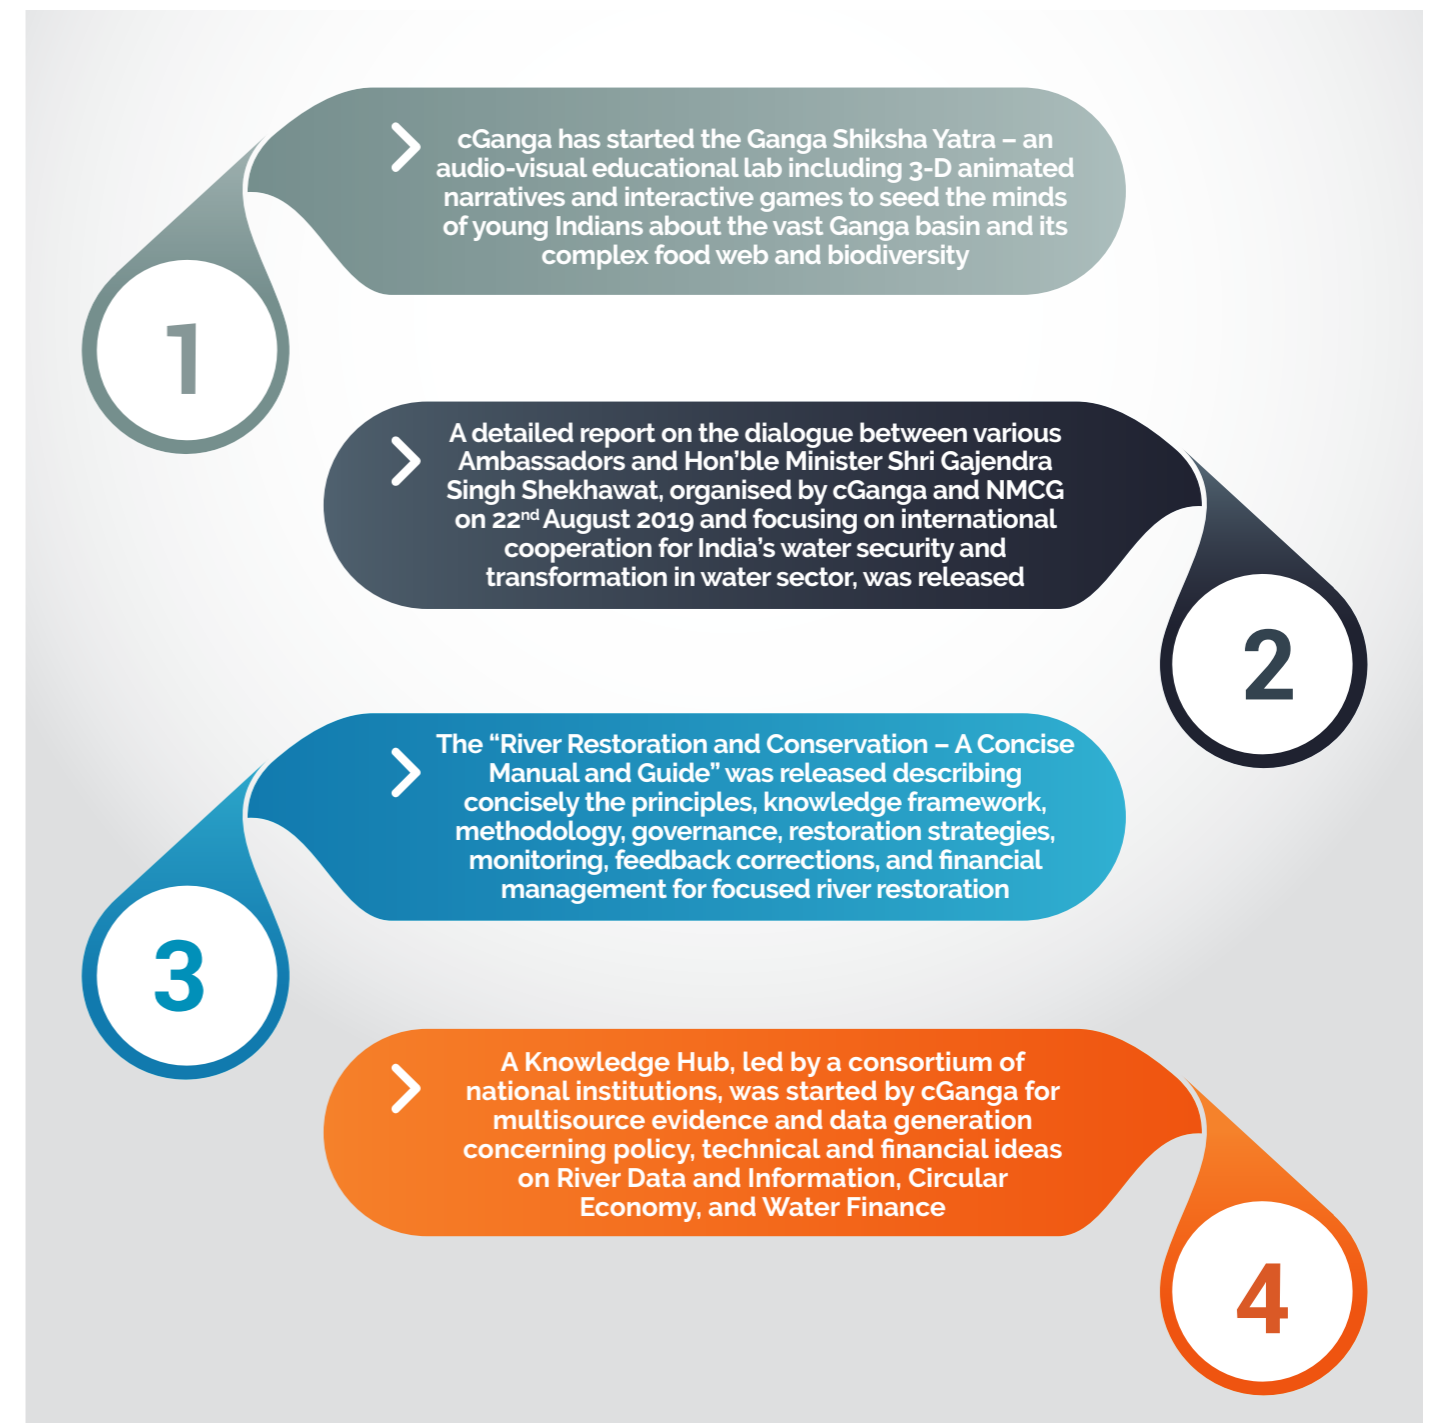 cGanga has started the Ganga Shiksha Yatra – an
audio-visual educational lab including 3-D animated
narratives and interactive games to seed the minds
of young Indians about the vast Ganga basin and its
complex food web and biodiversity
1
A detailed report on the dialogue between various
Ambassadors and Hon’ble Minister Shri Gajendra
Singh Shekhawat, organised by cGanga and NMCG
on 22nd August 2019 and focusing on international
cooperation for India’s water security and
transformation in water sector, was released
2
The “River Restoration and Conservation – A Concise
Manual and Guide” was released describing
concisely the principles, knowledge framework,
methodology, governance, restoration strategies,
monitoring, feedback corrections, and financial
management for focused river restoration
3
A Knowledge Hub, led by a consortium of
national institutions, was started by cGanga for
multisource evidence and data generation
concerning policy, technical and financial ideas
on River Data and Information, Circular
Economy, and Water Finance
4